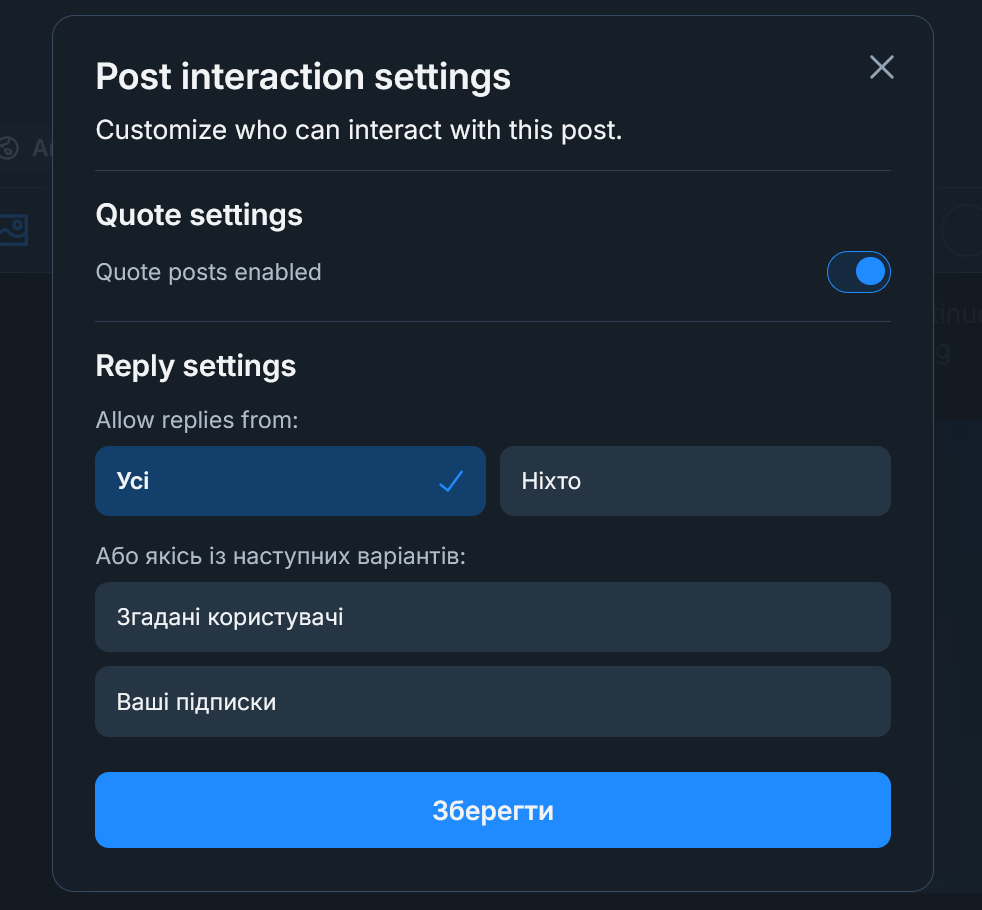 Post interaction settings
Customize who can interact with this post.
Quote settings
Quote posts enabled
Reply settings
Allow replies from:
Усі
Ніхто
Або якісь із наступних варіантів:
Згадані користувачі
Ваші підписки
Зберегти